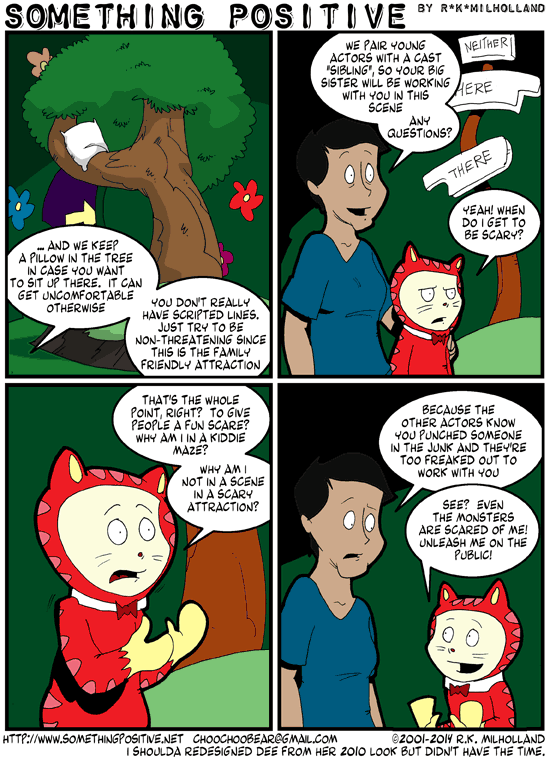 SOMETHING POSITIVE BY R*K*MILHOLLAND
... AND WE KEEP
A PILLOW IN THE TREE
IN CASE YOU WANT
TO SIT UP THERE. IT CAN
GET UNCOMFORTABLE
OTHERWISE
YOU DON'T REALLY
HAVE SCRIPTED LINES.
JUST TRY TO BE
NON-THREATENING SINCE
THIS IS THE FAMILY
FRIENDLY ATTRACTION
WE PAIR YOUNG
ACTORS WITH A CAST
"SIBLING", SO YOUR BIG
SISTER WILL BE WORKING
WITH YOU IN THIS
SCENE
ANY
QUESTIONS?
NEITHER
HERE
THERE
YEAH! WHEN
DO I GET TO
BE SCARY?
THAT'S THE WHOLE
POINT, RIGHT? TO GIVE
PEOPLE A FUN SCARE?
WHY AM I IN A KIDDIE
MAZE?
WHY AM I
NOT IN A SCENE
IN A SCARY
ATTRACTION?
BECAUSE THE
OTHER ACTORS KNOW
YOU PUNCHED SOMEONE
IN THE JUNK AND THEY'RE
TOO FREAKED OUT TO
WORK WITH YOU
SEE? EVEN
THE MONSTERS
ARE SCARED OF ME!
UNLEASH ME ON THE
PUBLIC!
HTTP://WWW.SOMETHINGPOSITIVE.NET CHOOCHOOBEAR@GMAIL.COM ©2001-2014 R.K. MILHOLLAND
I SHOULDA REDESIGNED DEE FROM HER 2010 LOOK BUT DIDN'T HAVE THE TIME.